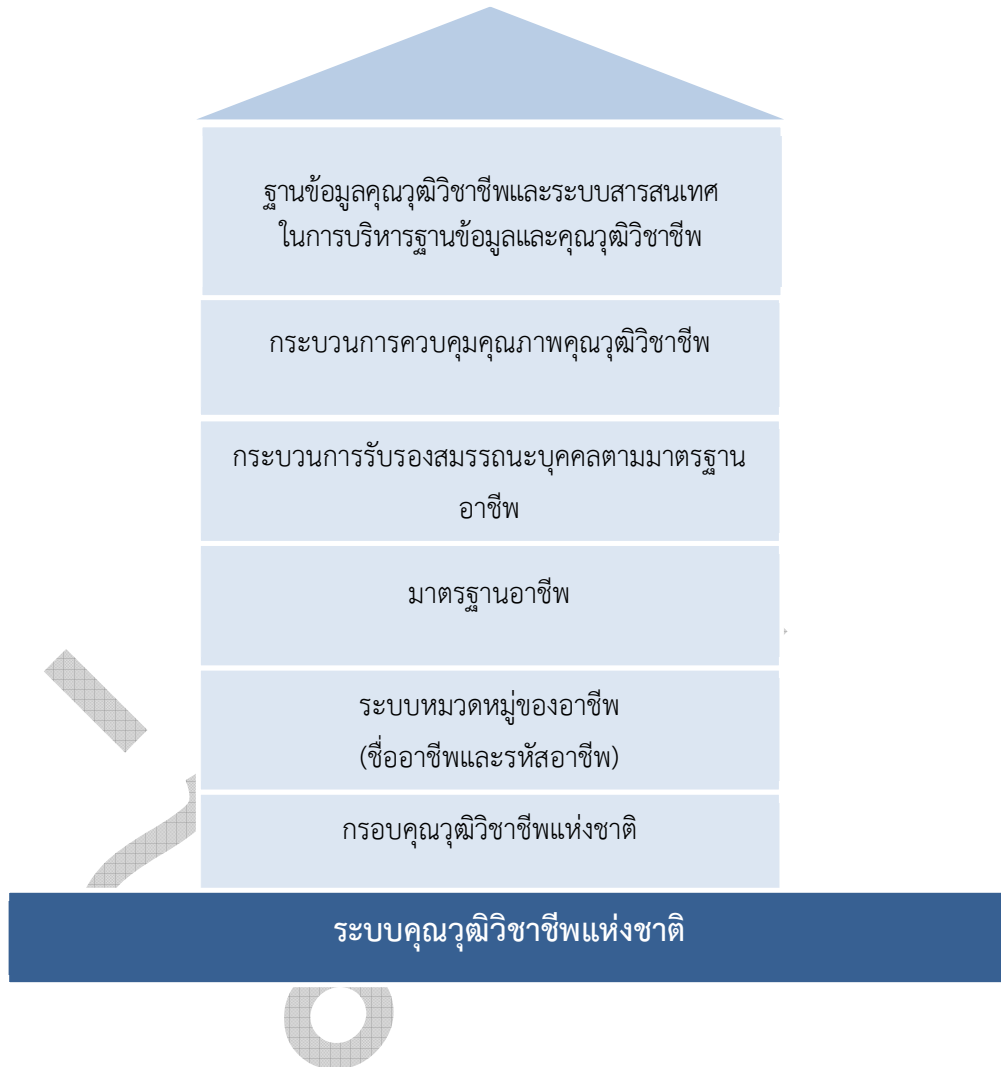 ฐานข้อมูลคุณวุฒิวิชาชีพและระบบสารสนเทศ
ในการบริหารฐานข้อมูลและคุณวุฒิวิชาชีพ
กระบวนการควบคุมคุณภาพคุณวุฒิวิชาชีพ
กระบวนการรับรองสมรรถนะบุคคลตามมาตรฐาน
อาชีพ
มาตรฐานอาชีพ
ระบบหมวดหมู่ของอาชีพ
(ชื่ออาชีพและรหัสอาชีพ)
กรอบคุณวุฒิวิชาชีพแห่งชาติ
ระบบคุณวุฒิวิชาชีพแห่งชาติ